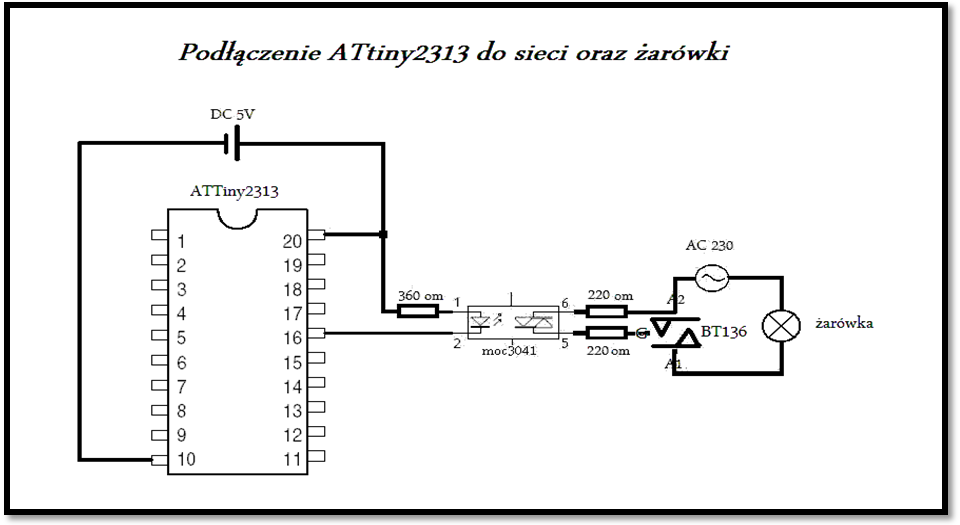 Podłączenie ATtiny2313 do sieci oraz żarówki
DC 5V
ATTiny2313
1 20
2 19
3 18
4 17
5 16
6 15
7 14
8 13
9 12
10 11
360 om
1 6
2 5
moc3041
220 om
220 om
A2
G
A1
BT136
AC 230
żarówka